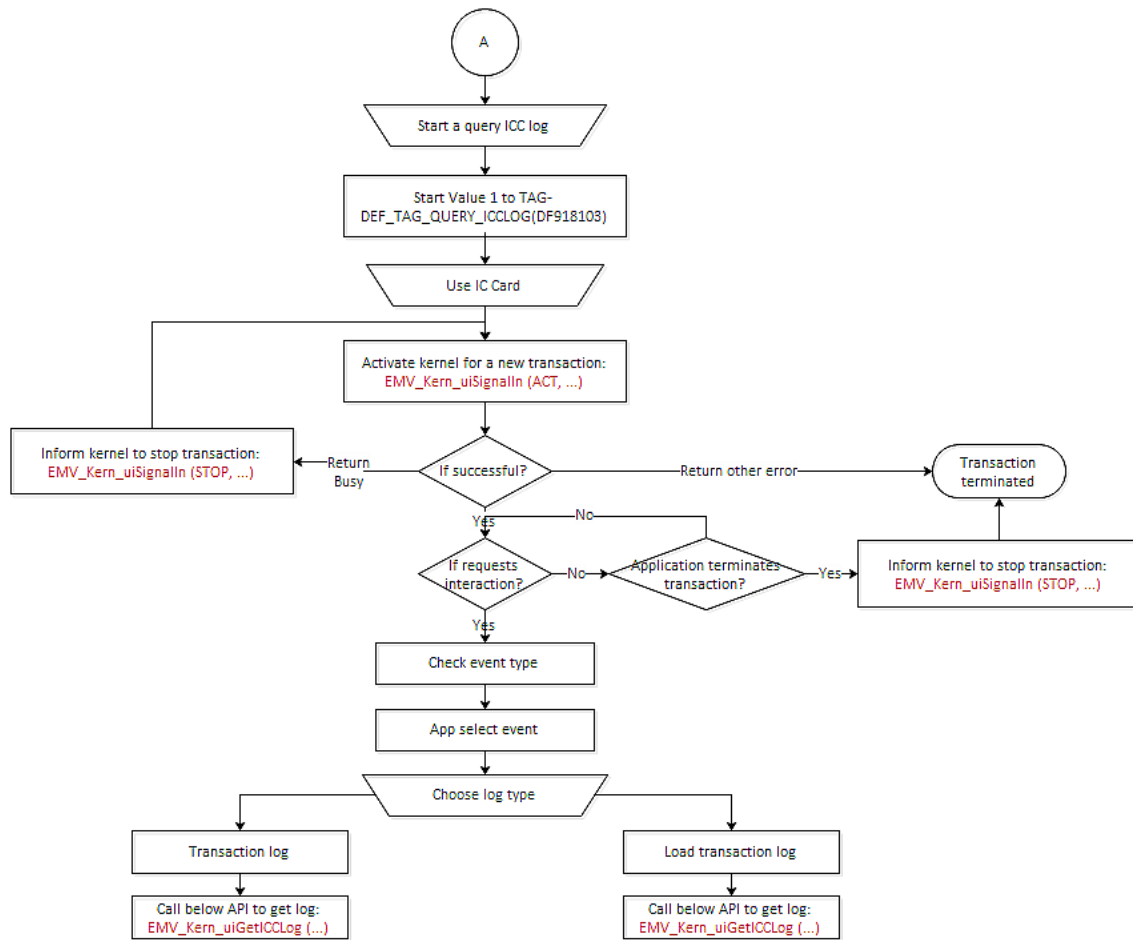 A
Start a query ICC log
Start Value 1 to TAG-
DEF_TAG_QUERY_ICCLOG(DF918103)
Use IC Card
Activate kernel for a new transaction:
EMV_Kern_uiSignalIn (ACT, ...)
Inform kernel to stop transaction:
EMV_Kern_uiSignalIn (STOP, ...)
Return
Busy
If successful?
Return other error
Transaction
terminated
Yes
No
If requests
interaction?
No
Application terminates
transaction?
Yes
Inform kernel to stop transaction:
EMV_Kern_uiSignalIn (STOP, ...)
Yes
Check event type
App select event
Choose log type
Transaction log
Load transaction log
Call below API to get log:
EMV_Kern_uiGetICCLog (...)
Call below API to get log:
EMV_Kern_uiGetICCLog (...)